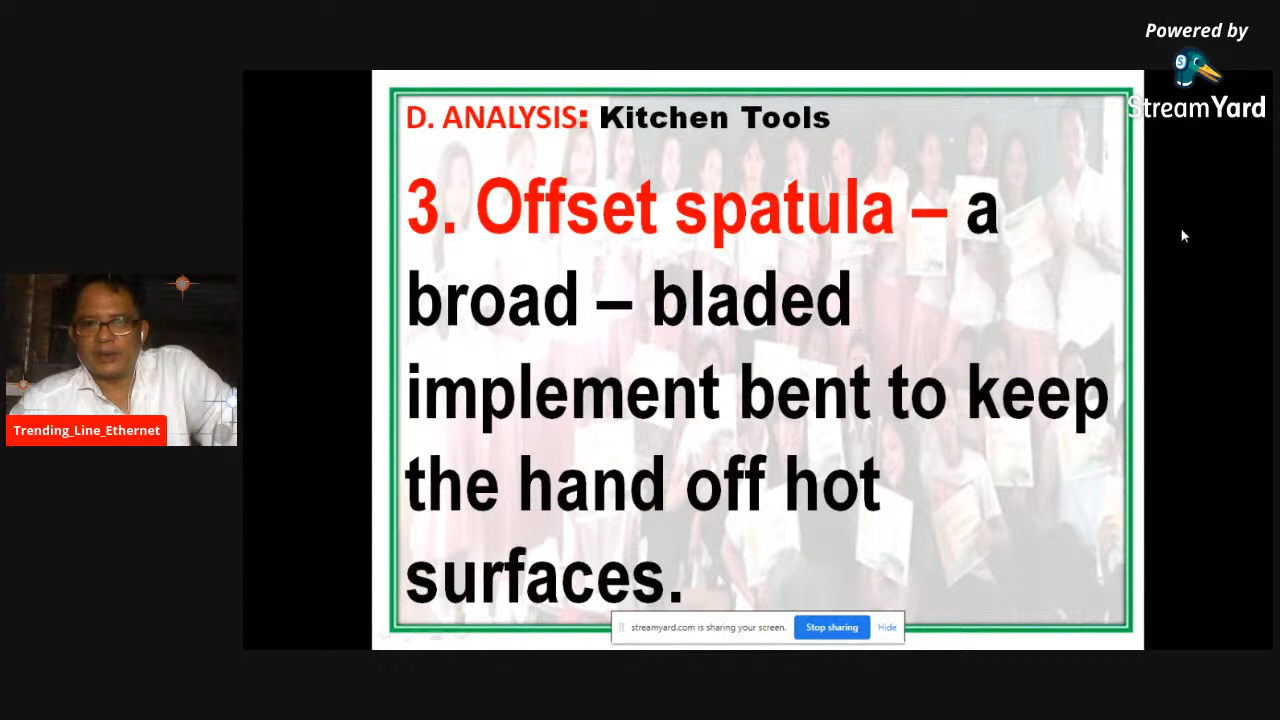 Powered by
StreamYard
D. ANALYSIS: Kitchen Tools
3. Offset spatula – a
broad – bladed
implement bent to keep
the hand off hot
surfaces.
Trending_Line_Ethernet
streamyard.com is sharing your screen. Stop sharing Hide